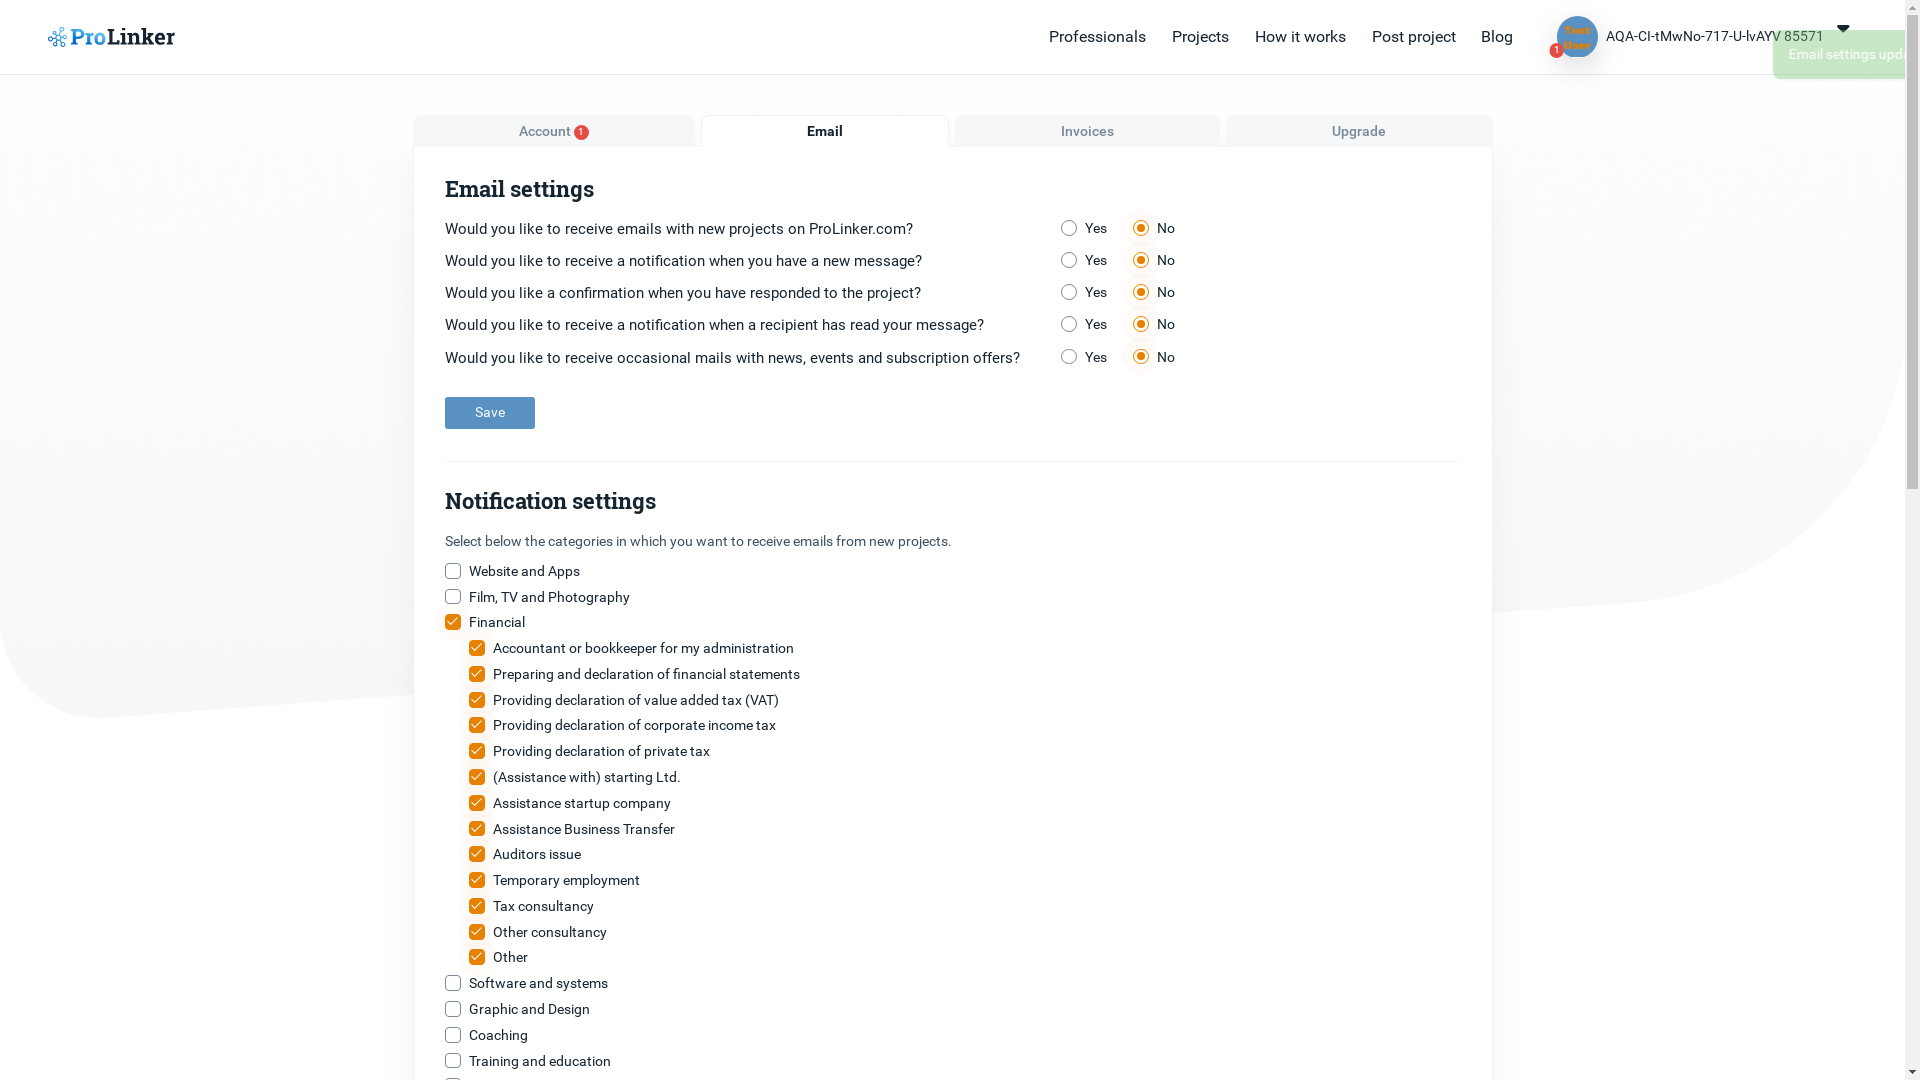 ProLinker
Professionals
Projects
How it works
Post project
Blog
Test
User
1
AQA-CI-tMwNo-717-U-lvAYV 85571
Email settings
Account 1
Email
Invoices
Upgrade
Email settings
Would you like to receive emails with new projects on ProLinker.com? Yes No
Would you like to receive a notification when you have a new message? Yes No
Would you like a confirmation when you have responded to the project? Yes No
Would you like to receive a notification when a recipient has read your message? Yes No
Would you like to receive occasional mails with news, events and subscription offers? Yes No
Save
Notification settings
Select below the categories in which you want to receive emails from new projects.
Website and Apps
Film, TV and Photography
Financial
Accountant or bookkeeper for my administration
Preparing and declaration of financial statements
Providing declaration of value added tax (VAT)
Providing declaration of corporate income tax
Providing declaration of private tax
(Assistance with) starting Ltd.
Assistance startup company
Assistance Business Transfer
Auditors issue
Temporary employment
Tax consultancy
Other consultancy
Other
Software and systems
Graphic and Design
Coaching
Training and education